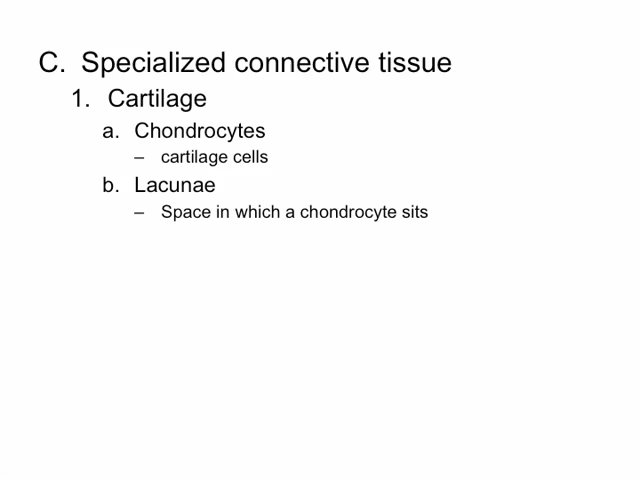 C. Specialized connective tissue
1. Cartilage
a. Chondrocytes
– cartilage cells
b. Lacunae
– Space in which a chondrocyte sits